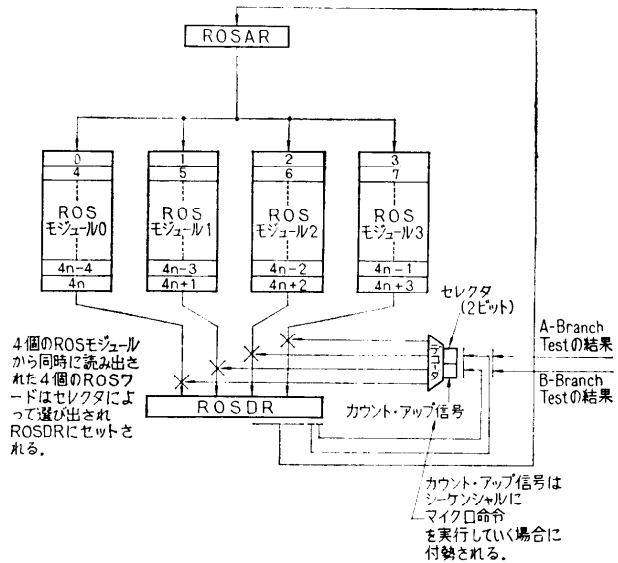 ROSAR
0
4
ROS
モジュール0
4n-4
4n
1
5
ROS
モジュール1
4n-3
4n+1
2
6
ROS
モジュール2
4n-2
4n+2
3
7
ROS
モジュール3
4n-1
4n+3
セレクタ
(2ビット)
デコーダ
A-Branch
Testの結果
B-Branch
Testの結果
カウント・アップ信号
4個のROSモジュール
から同時に読み出さ
れた4個のROSワ
ードはセレクタによ
って選び出され
ROSDRにセットさ
れる.
ROSDR
カウント・アップ信号は
シーケンシャルに
マイクロ命令
を実行していく場合に
付勢される.